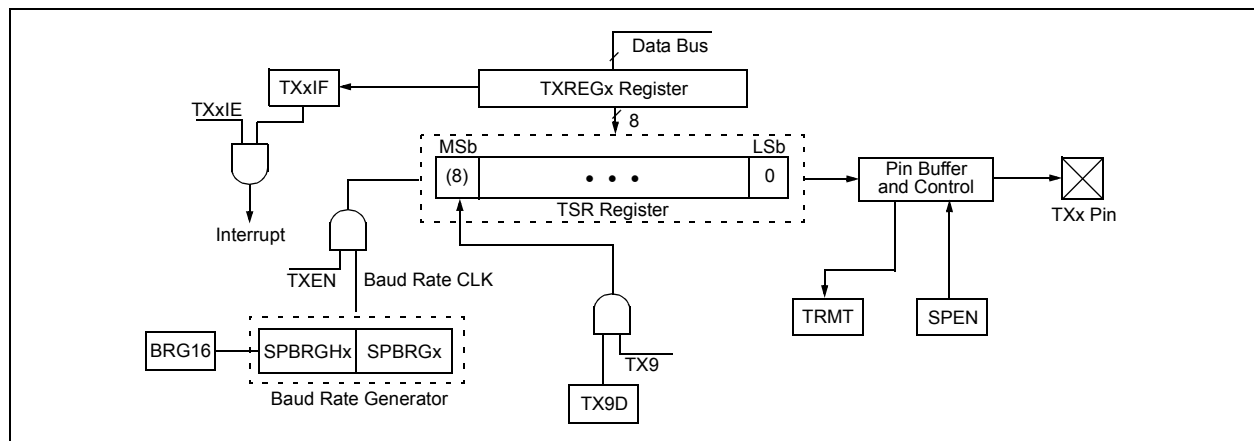 Data Bus
TXxIF
TXREGx Register
TXxIE
8
MSb
LSb
(8)
• • •
0
Pin Buffer
and Control
TSR Register
TXx Pin
Interrupt
TXEN
Baud Rate CLK
TRMT
SPEN
BRG16
SPBRGHx
SPBRGx
TX9
Baud Rate Generator
TX9D